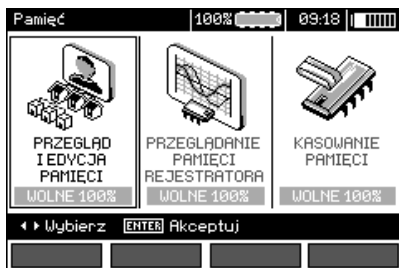 Pamięć 100% 09:18
PRZEGLĄD
I EDYCJA
PAMIĘCI
WOLNE 100%
PRZEGLĄDANIE
PAMIĘCI
REJESTRATORA
WOLNE 100%
KASOWANIE
PAMIĘCI
WOLNE 100%
Wybierz ENTER Akceptuj